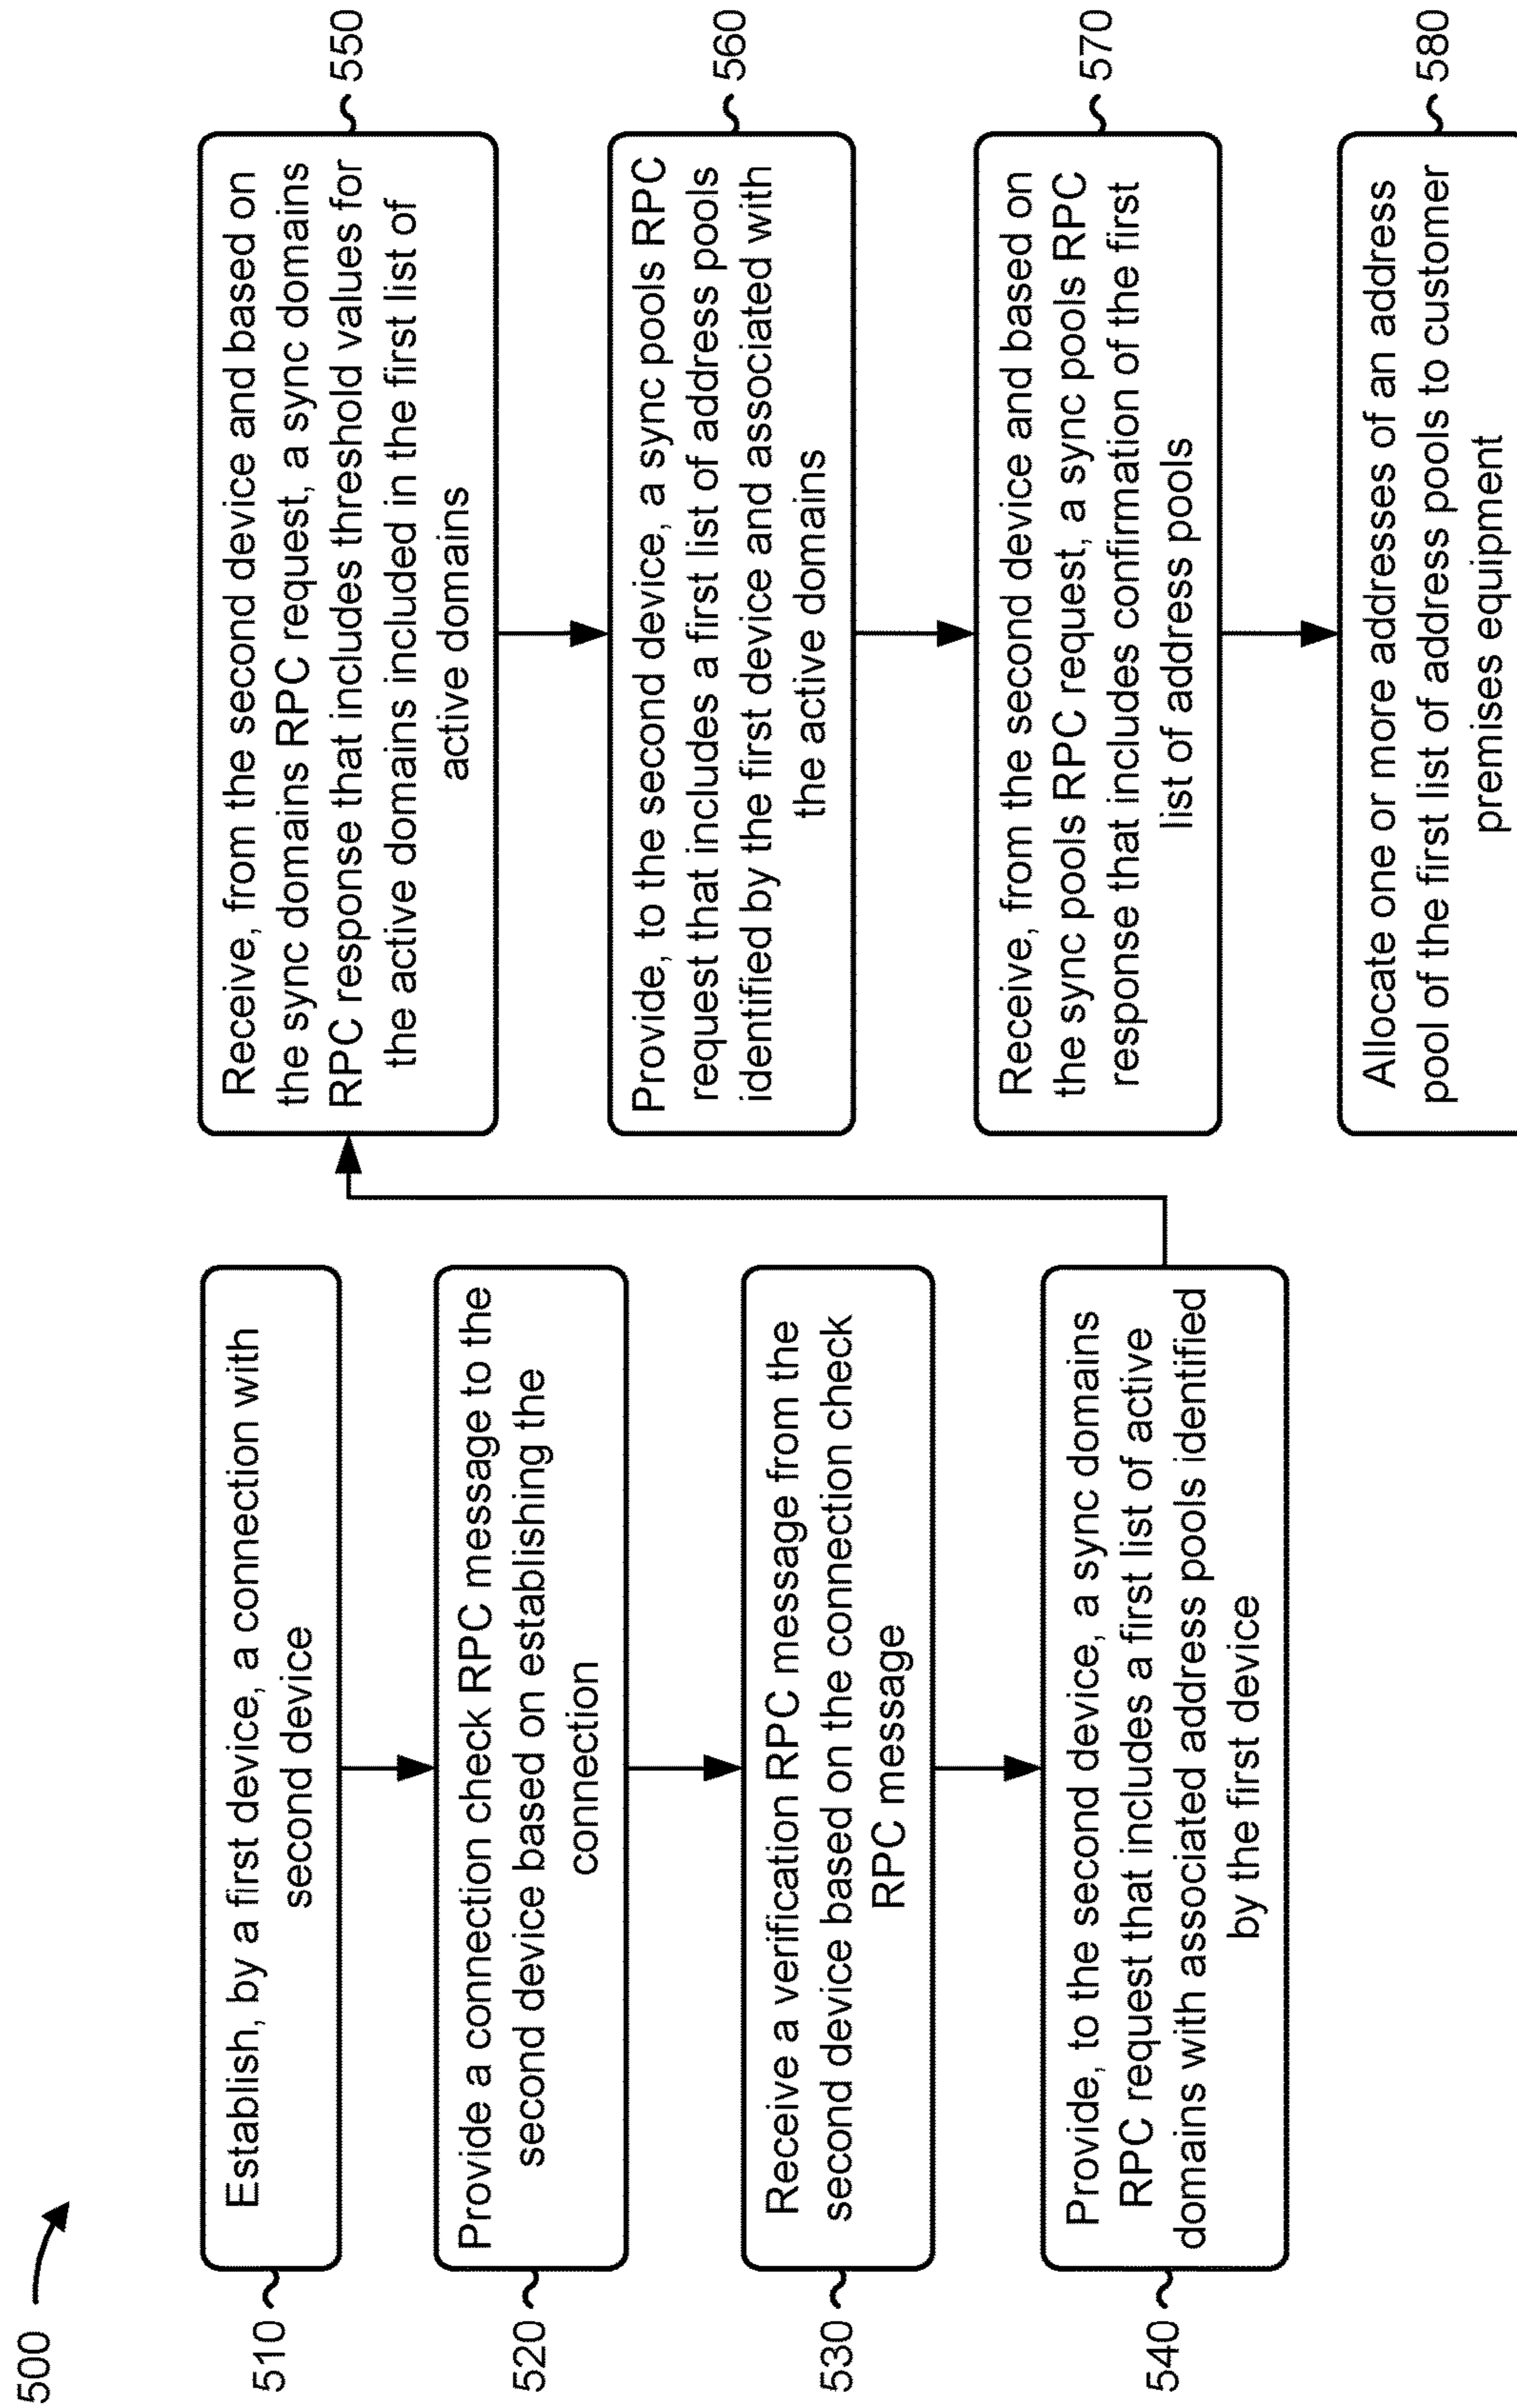 500
510
Establish, by a first device, a connection with
second device
520
Provide a connection check RPC message to the
second device based on establishing the
connection
530
Receive a verification RPC message from the
second device based on the connection check
RPC message
540
Provide, to the second device, a sync domains
RPC request that includes a first list of active
domains with associated address pools identified
by the first device
550
Receive, from the second device and based on
the sync domains RPC request, a sync domains
RPC response that includes threshold values for
the active domains included in the first list of
active domains
560
Provide, to the second device, a sync pools RPC
request that includes a first list of address pools
identified by the first device and associated with
the active domains
570
Receive, from the second device and based on
the sync pools RPC request, a sync pools RPC
response that includes confirmation of the first
list of address pools
580
Allocate one or more addresses of an address
pool of the first list of address pools to customer
premises equipment